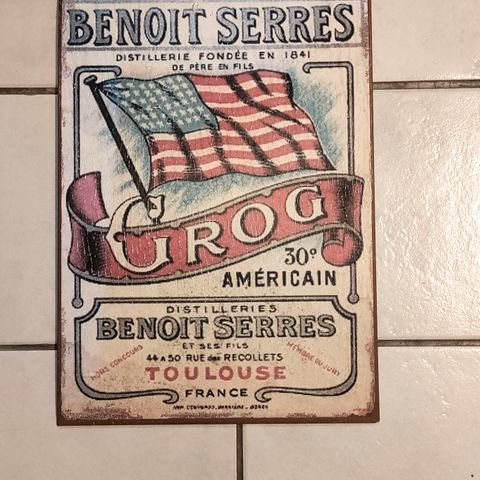 BENOIT SERRES
DISTILLERIE FONDÉE EN 1841
DE PÈRE EN FILS
GROG
30º
AMÉRICAIN
DISTILLERIES
BENOIT SERRES
ET SES FILS
44 A 50 RUE DES RECOLLETS
HORS CONCOURS
MEMBRE DU JURY
TOULOUSE
FRANCE